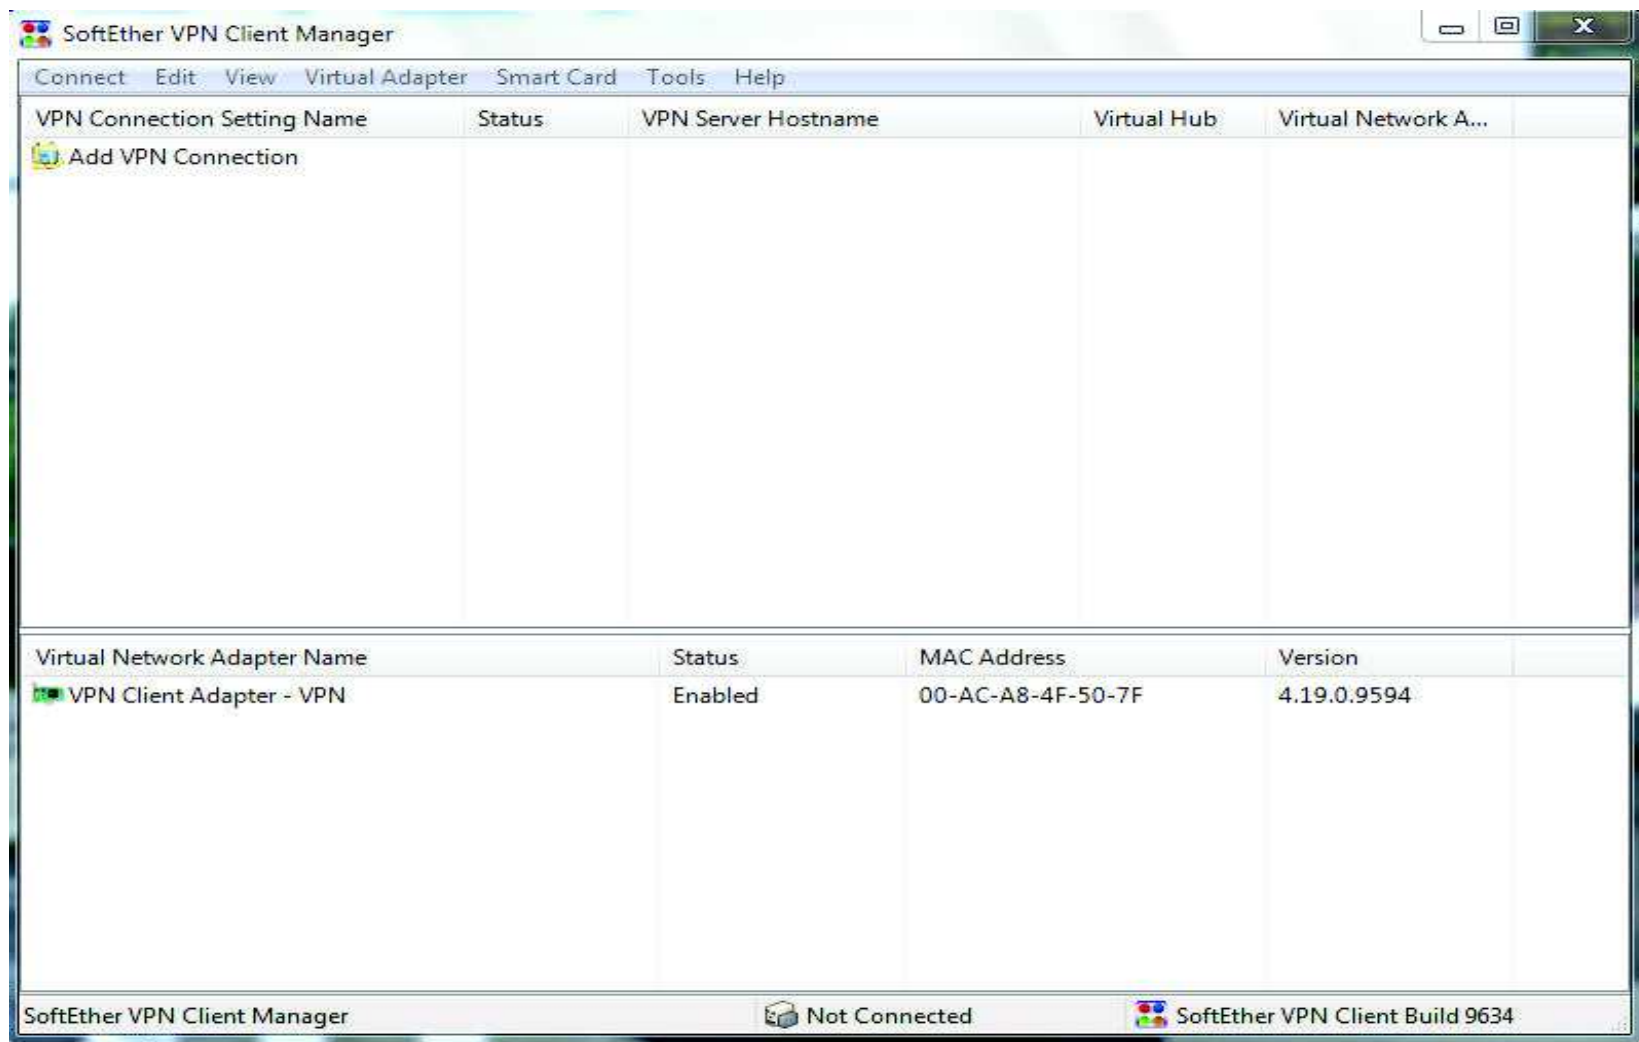 SoftEther VPN Client Manager
Connect Edit View Virtual Adapter Smart Card Tools Help
VPN Connection Setting Name Status VPN Server Hostname Virtual Hub Virtual Network A...
Add VPN Connection
Virtual Network Adapter Name Status MAC Address Version
VPN Client Adapter - VPN Enabled 00-AC-A8-4F-50-7F 4.19.0.9594
SoftEther VPN Client Manager Not Connected SoftEther VPN Client Build 9634